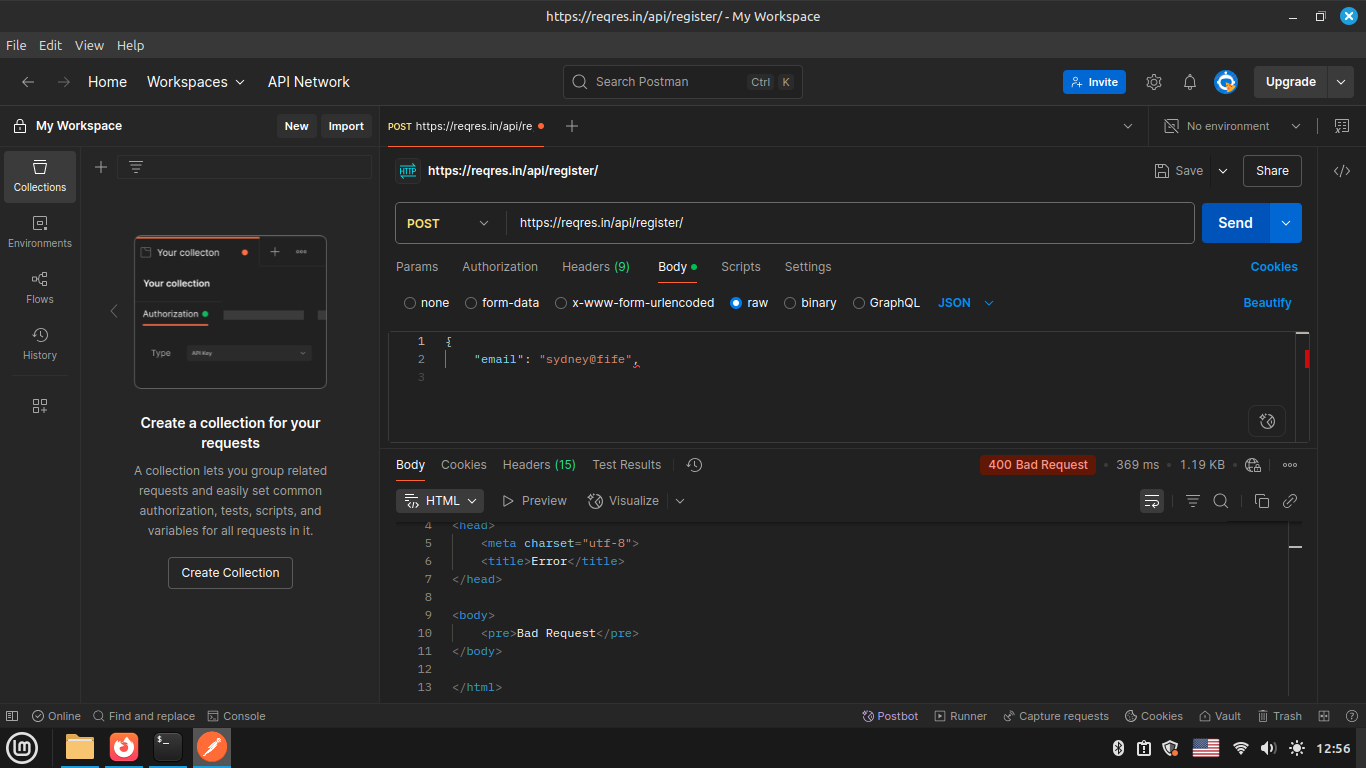 https://reqres.in/api/register/ - My Workspace
File Edit View Help
Home Workspaces API Network Search Postman Ctrl K Invite Upgrade
My Workspace New Import POST https://reqres.in/api/re No environment
Collections
Environments
Flows
History
Your collecton
Your collection
Authorization
Type API Key
Create a collection for your
requests
A collection lets you group related
requests and easily set common
authorization, tests, scripts, and
variables for all requests in it.
Create Collection
HTTP https://reqres.in/api/register/ Save Share
POST https://reqres.in/api/register/ Send
Params Authorization Headers (9) Body Scripts Settings Cookies
none form-data x-www-form-urlencoded raw binary GraphQL JSON Beautify
1 {
2 "email": "sydney@fife",
3
Body Cookies Headers (15) Test Results 400 Bad Request • 369 ms • 1.19 KB
HTML Preview Visualize
4 <head>
5 <meta charset="utf-8">
6 <title>Error</title>
7 </head>
8
9 <body>
10 <pre>Bad Request</pre>
11 </body>
12
13 </html>
Online Find and replace Console Postbot Runner Capture requests Cookies Vault Trash
12:56